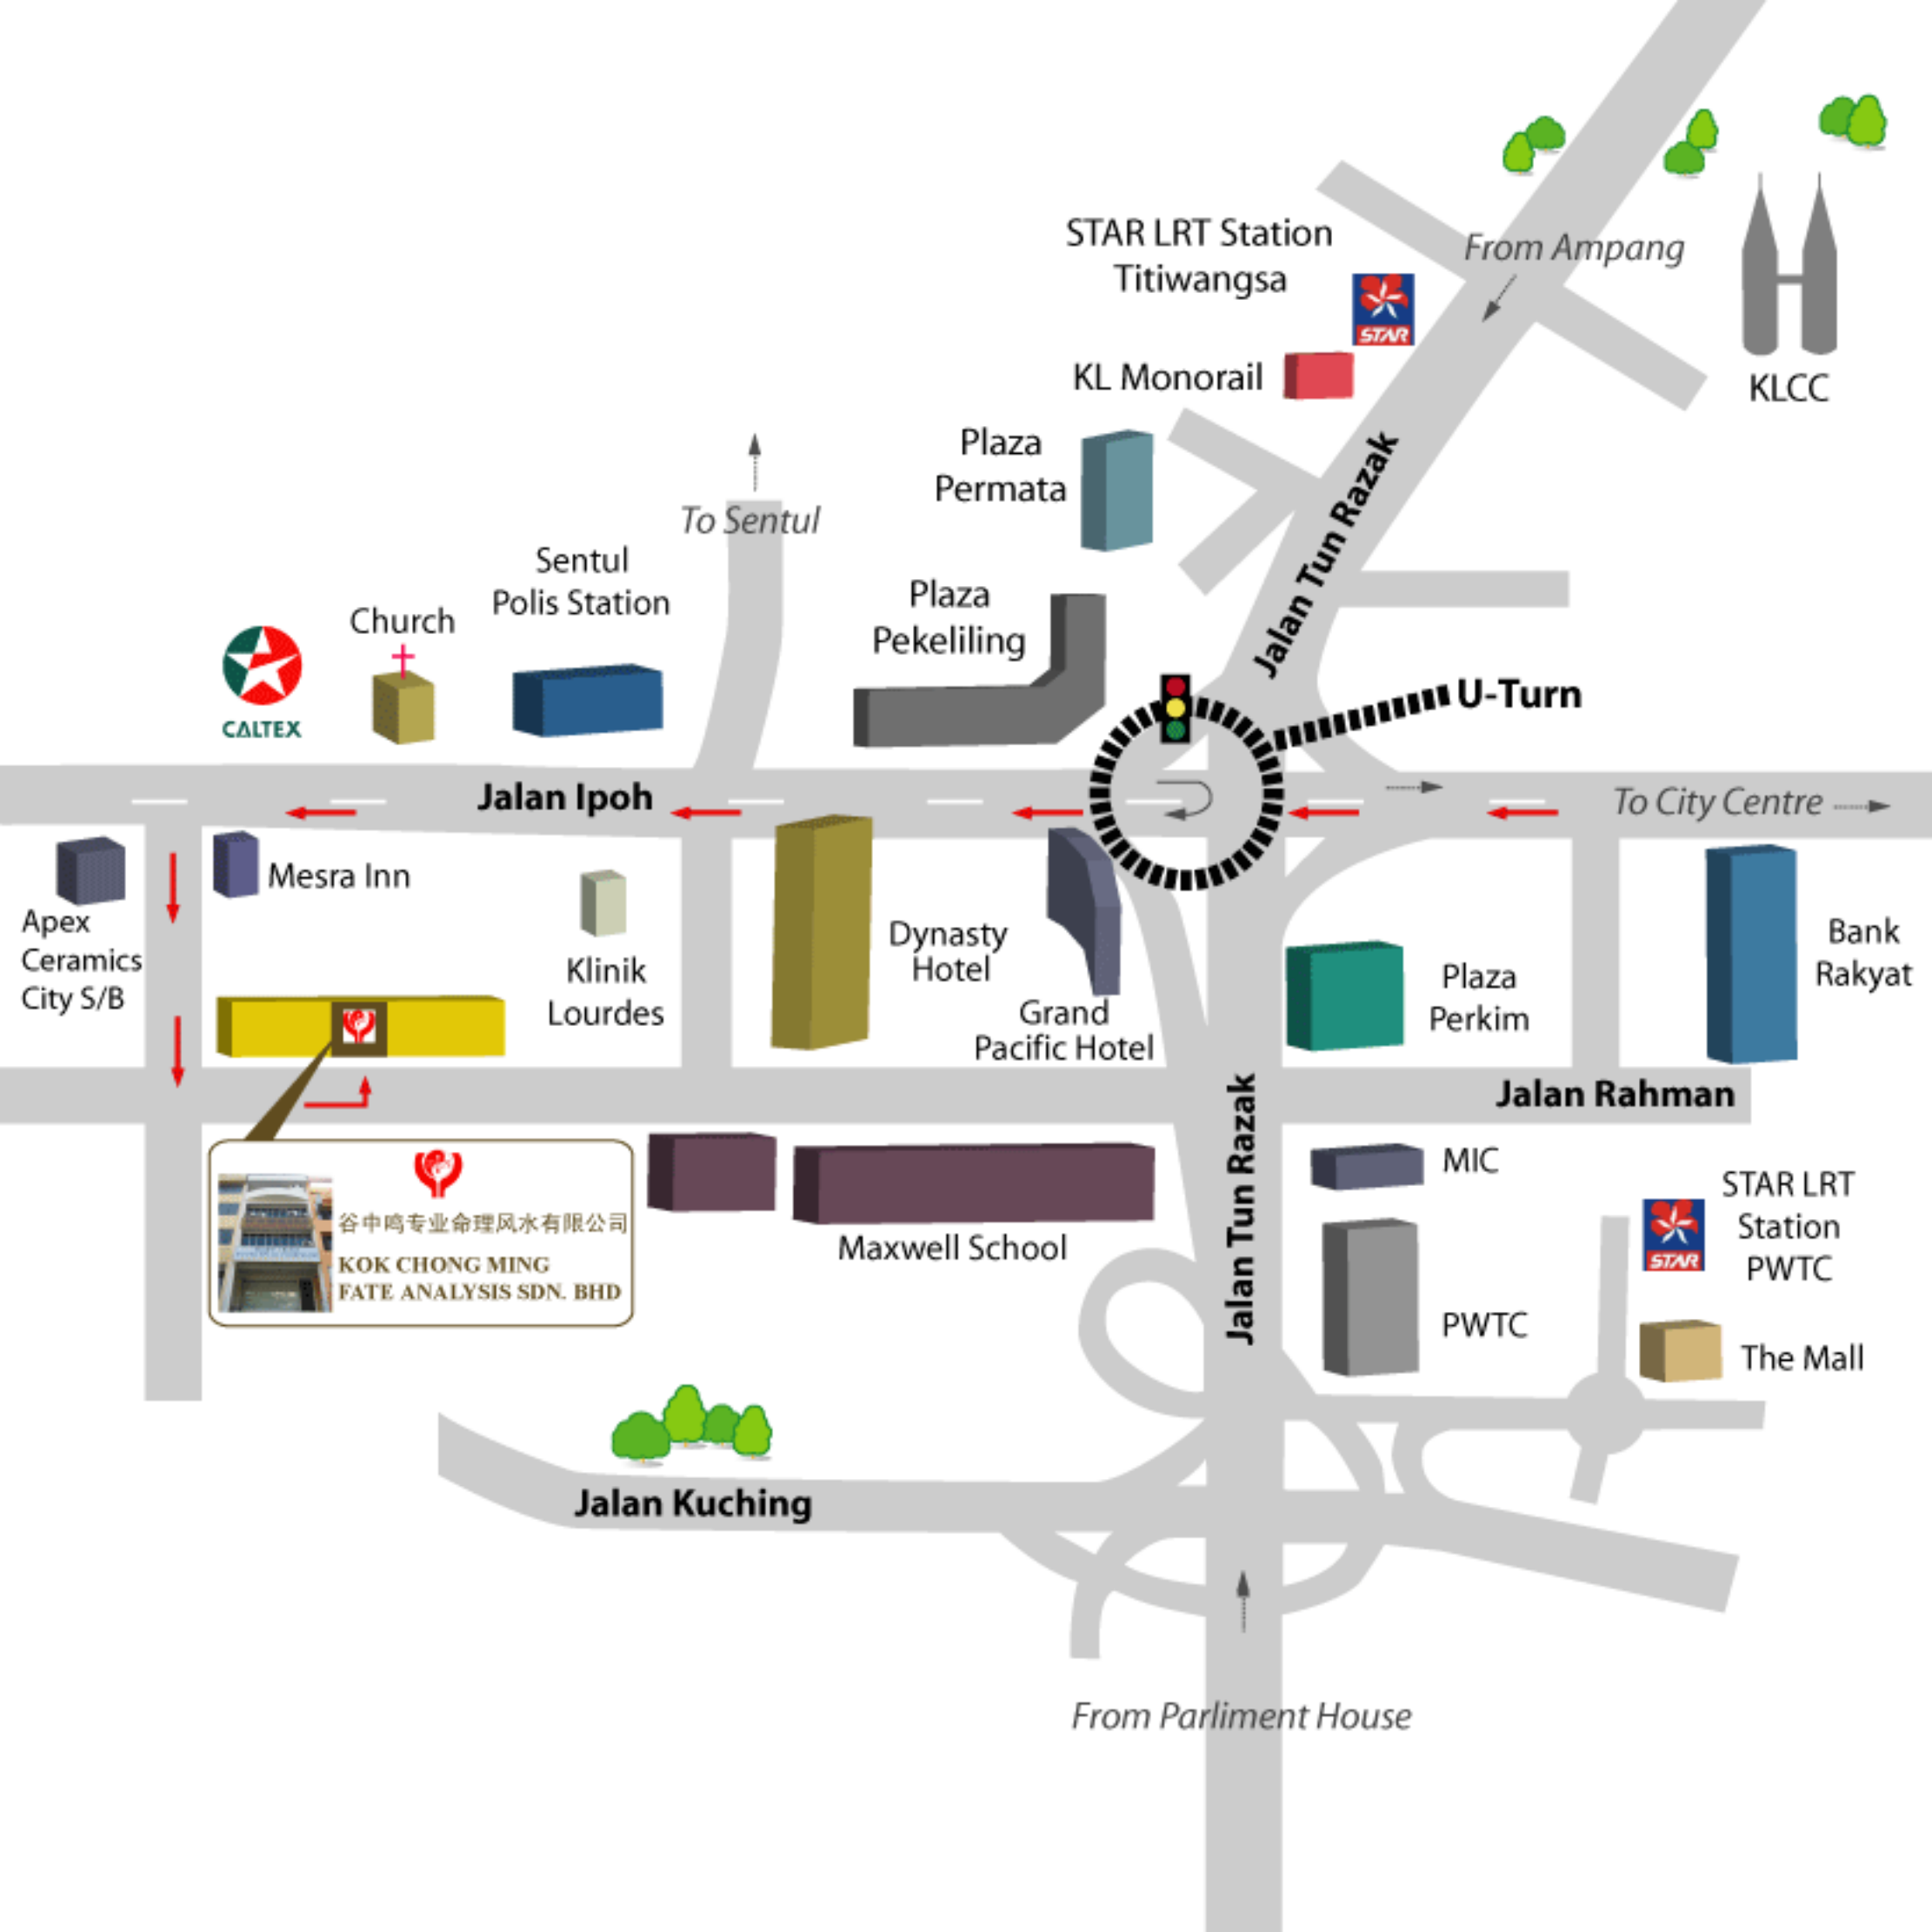 STAR LRT Station
Titiwangsa
From Ampang
STAR
KL Monorail
KLCC
Plaza
Permata
Jalan Tun Razak
To Sentul
Sentul
Polis Station
Church
Plaza
Pekeliling
CALTEX
U-Turn
Jalan Ipoh
To City Centre
Mesra Inn
Apex
Ceramics
City S/B
Klinik
Lourdes
Dynasty
Hotel
Grand
Pacific Hotel
Plaza
Perkim
Bank
Rakyat
Jalan Rahman
Jalan Tun Razak
MIC
STAR LRT
Station
PWTC
STAR
谷中鸣专业命理风水有限公司
KOK CHONG MING
FATE ANALYSIS SDN. BHD
Maxwell School
PWTC
The Mall
Jalan Kuching
From Parliment House